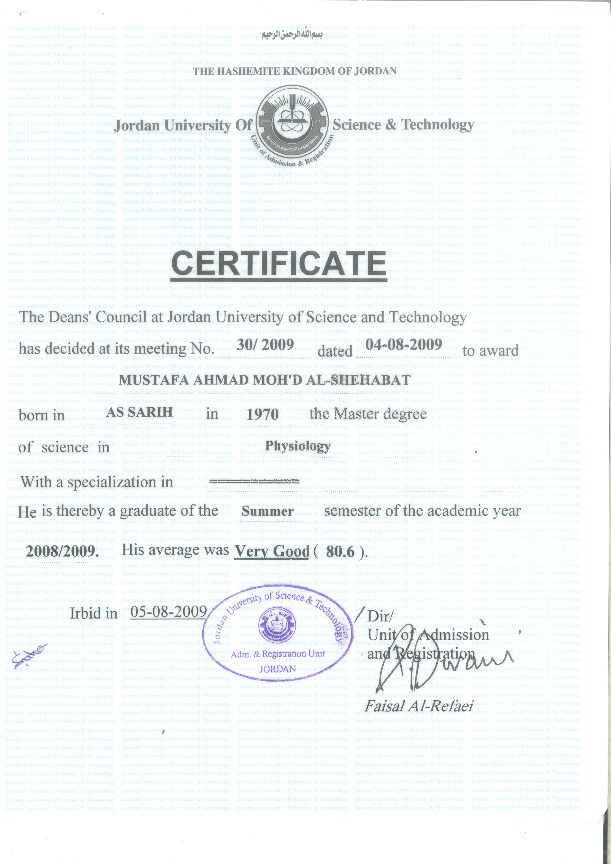 بسم الله الرحمن الرحيم
THE HASHEMITE KINGDOM OF JORDAN
Jordan University Of Science & Technology
Unit of Admission & Registration
CERTIFICATE
The Deans' Council at Jordan University of Science and Technology
has decided at its meeting No. 30/ 2009 dated 04-08-2009 to award
MUSTAFA AHMAD MOH'D AL-SHEHABAT
born in AS SARIH in 1970 the Master degree
of science in Physiology
With a specialization in ==========
He is thereby a graduate of the Summer semester of the academic year
2008/2009. His average was Very Good ( 80.6 ).
Irbid in 05-08-2009
Jordan University of Science & Technology
Adm. & Registration Unit
JORDAN
Dir/
Unit of Admission
and Registration
Faisal Al-Refaei